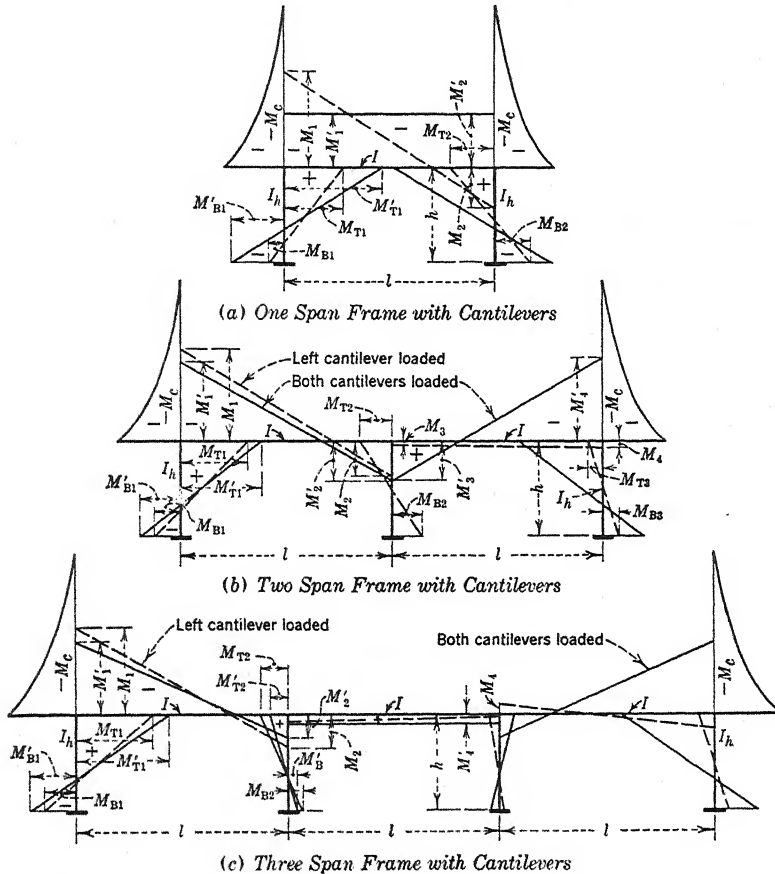 -M_C
M_1
M'_1
M'_2
M_T2
-M_C
I
I_h
M'_T1
M'_B1
M_T1
M_B1
h
M_2
I_h
M_B2
l
(a) One Span Frame with Cantilevers
Left cantilever loaded
Both cantilevers loaded
-M_C
M'_1
M_1
M_T2
M_3
M'_4
-M_C
I
I
M_T1
I_h
M'_B1
M'_T1
M_B1
M'_2
M_2
M'_3
M_B2
h
I_h
M_4
M_T3
M_B3
l
l
(b) Two Span Frame with Cantilevers
Left cantilever loaded
Both cantilevers loaded
-M_C
M'_1
M_1
M_T2
M'_T2
M'_2
M_4
-M_C
I
I
I
I_h
M_T1
M'_T1
M'_B1
M_B1
M_2
M'_B
M_B2
h
M'_4
I_h
l
l
l
(c) Three Span Frame with Cantilevers